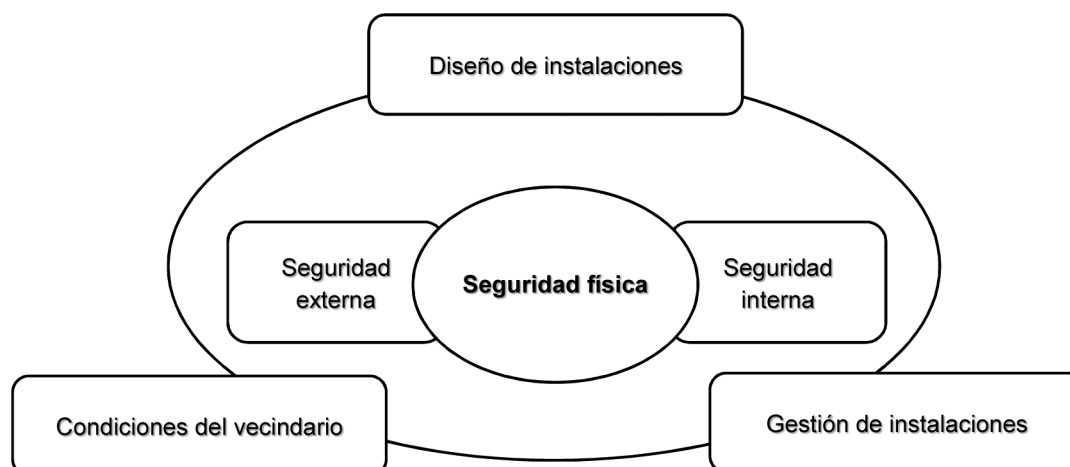 Diseño de instalaciones
Seguridad
externa
Seguridad física
Seguridad
interna
Condiciones del vecindario
Gestión de instalaciones